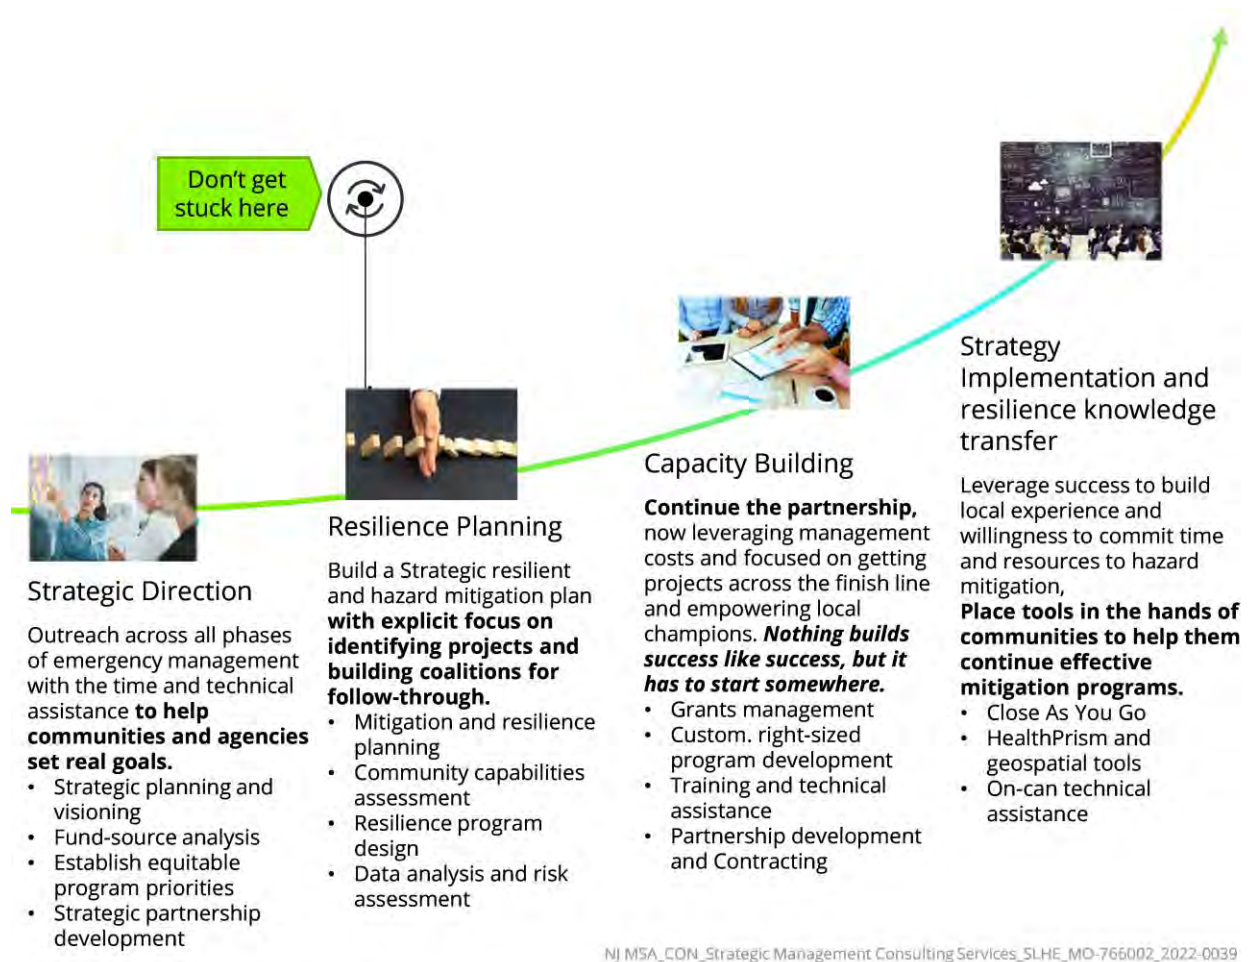 Don't get
stuck here
Strategic Direction
Outreach across all phases
of emergency management
with the time and technical
assistance to help
communities and agencies
set real goals.
• Strategic planning and
visioning
• Fund-source analysis
• Establish equitable
program priorities
• Strategic partnership
development
Resilience Planning
Build a Strategic resilient
and hazard mitigation plan
with explicit focus on
identifying projects and
building coalitions for
follow-through.
• Mitigation and resilience
planning
• Community capabilities
assessment
• Resilience program
design
• Data analysis and risk
assessment
Capacity Building
Continue the partnership,
now leveraging management
costs and focused on getting
projects across the finish line
and empowering local
champions. Nothing builds
success like success, but it
has to start somewhere.
• Grants management
• Custom. right-sized
program development
• Training and technical
assistance
• Partnership development
and Contracting
Strategy
Implementation and
resilience knowledge
transfer
Leverage success to build
local experience and
willingness to commit time
and resources to hazard
mitigation,
Place tools in the hands of
communities to help them
continue effective
mitigation programs.
• Close As You Go
• HealthPrism and
geospatial tools
• On-can technical
assistance
NJ MSA_CON_Strategic Management Consulting Services_SLHE_MO-766002_2022-0039